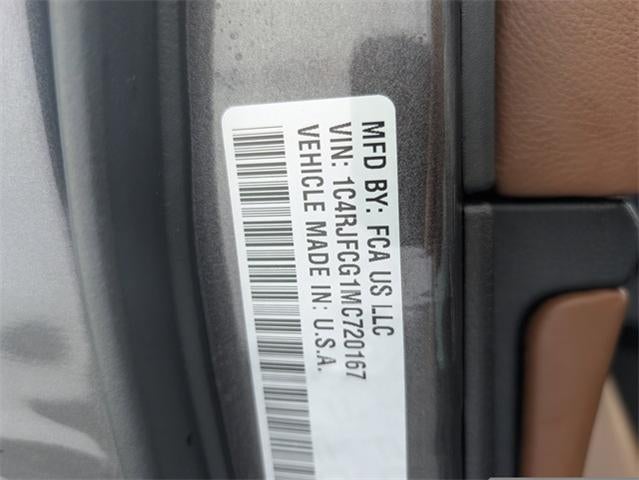 MFD BY: FCA US LLC
VIN: 1C4RJFCG1MC720167
VEHICLE MADE IN: U.S.A.